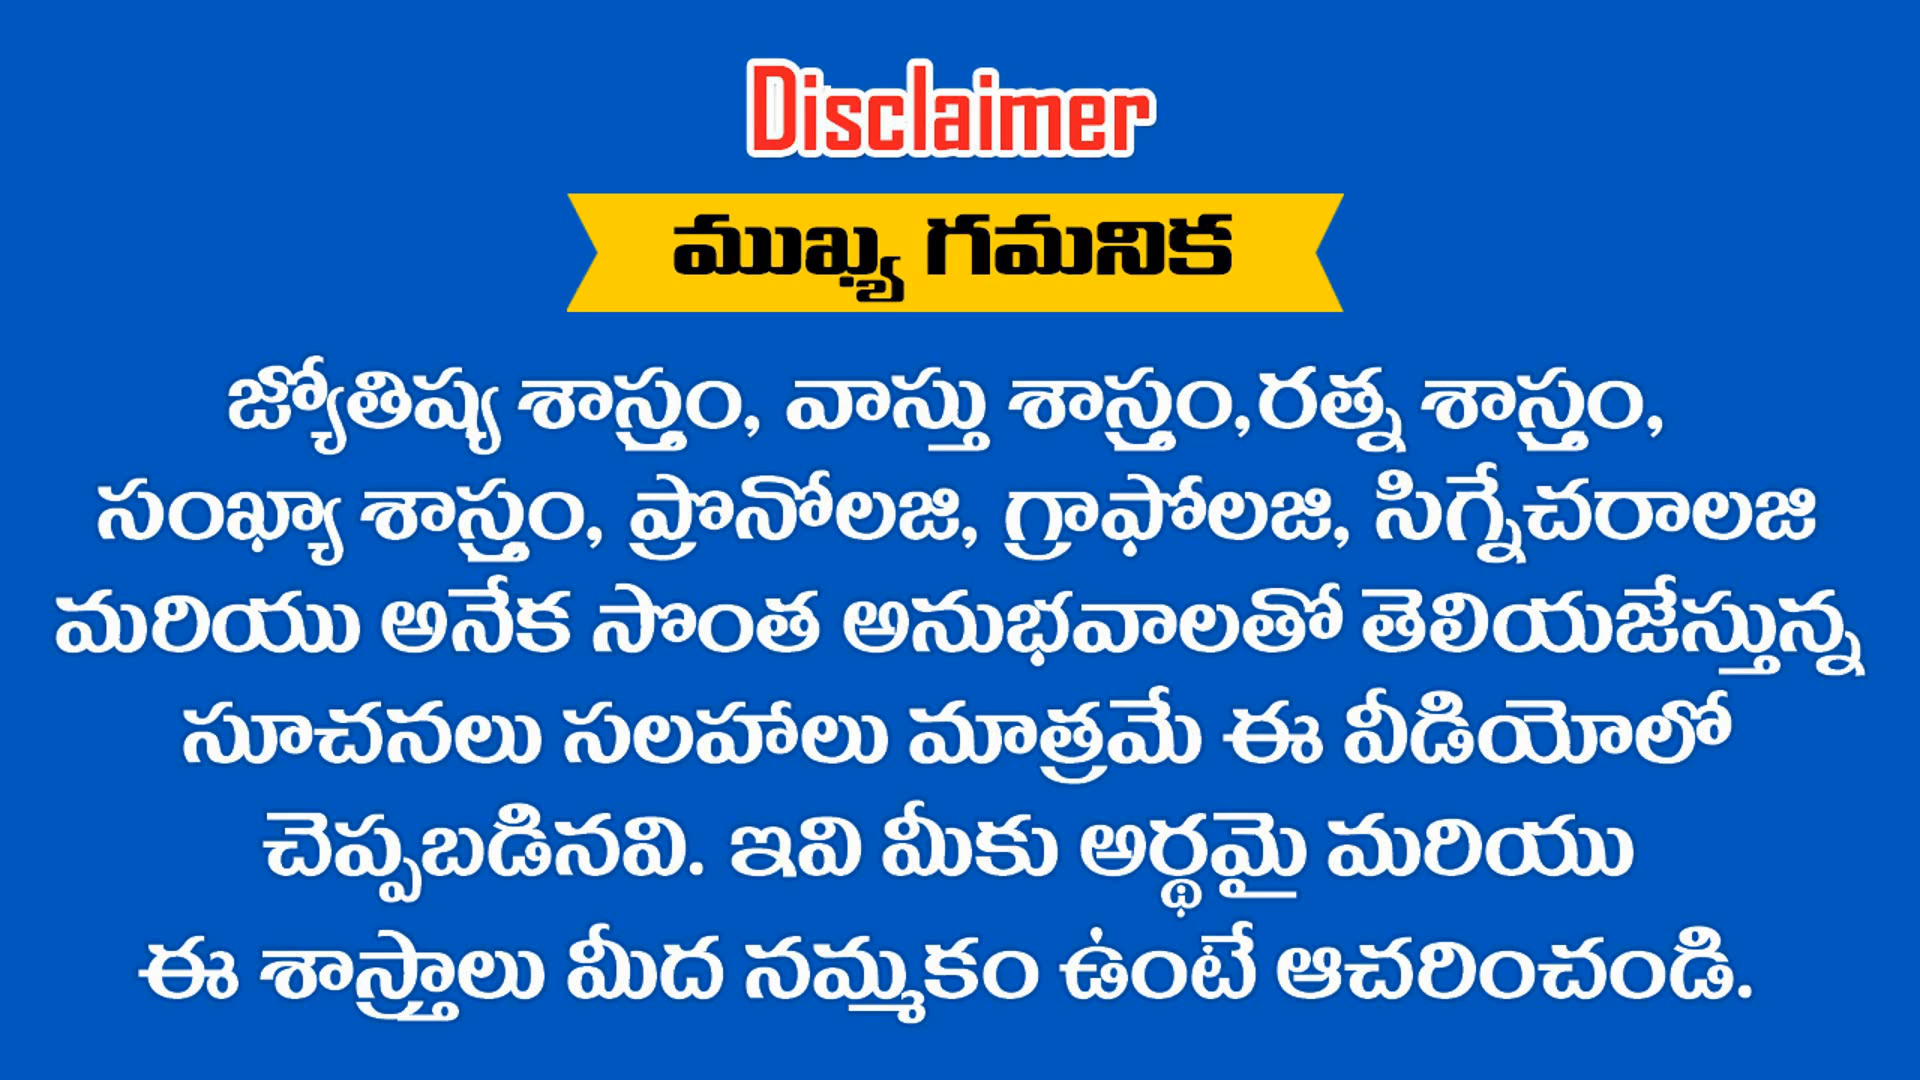 Disclaimer
ముఖ్య గమనిక
జ్యోతిష్య శాస్త్రం, వాస్తు శాస్త్రం,రత్న శాస్త్రం,
సంఖ్యా శాస్త్రం, ప్రొనోలజి, గ్రాఫోలజి, సిగ్నేచరాలజి
మరియు అనేక సొంత అనుభవాలతో తెలియజేస్తున్న
సూచనలు సలహాలు మాత్రమే ఈ వీడియోలో
చెప్పబడినవి. ఇవి మీకు అర్థమై మరియు
ఈ శాస్త్రాలు మీద నమ్మకం ఉంటే ఆచరించండి.